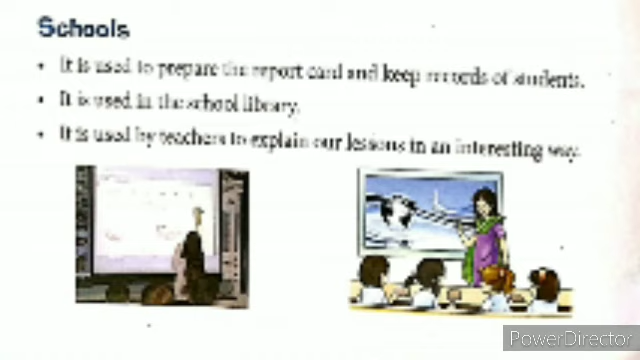 Schools
• It is used to prepare the report card and keep records of students.
• It is used in the school library.
• It is used by teachers to explain our lessons in an interesting way.
PowerDirector